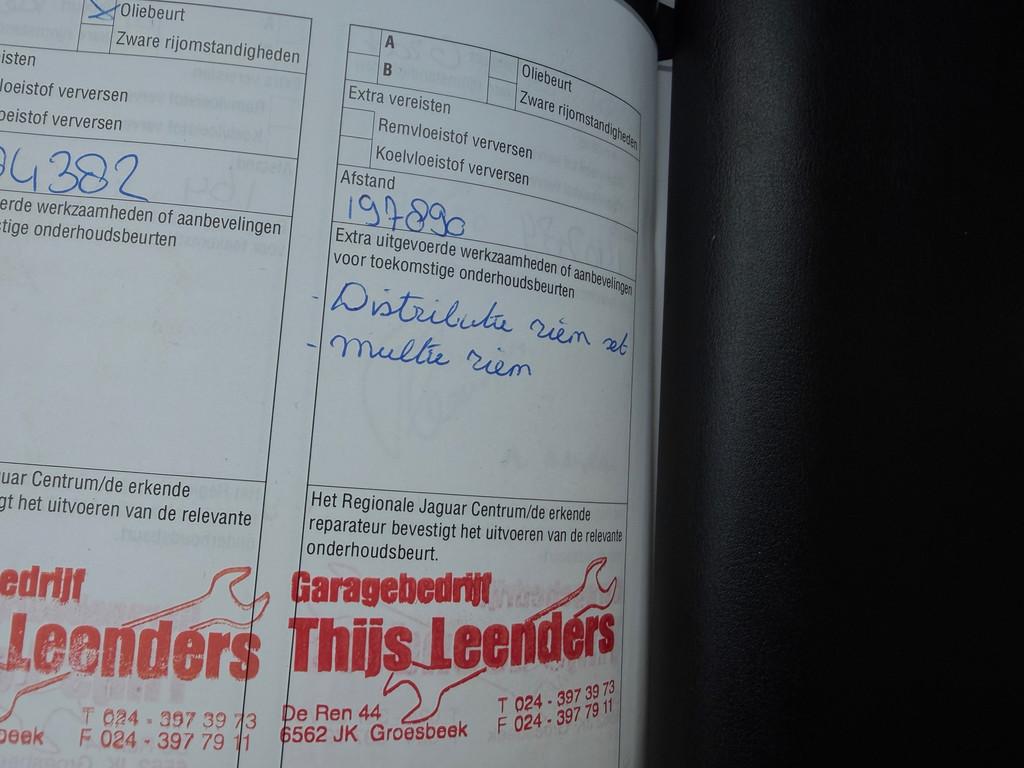 Oliebeurt
Zware rijomstandigheden
isten
loeistof verversen
oeistof verversen
94382
erde werkzaamheden of aanbevelingen
stige onderhoudsbeurten
uar Centrum/de erkende
gt het uitvoeren van de relevante
edrijf
Leenders
T 024 - 397 39 73
beek F 024 - 397 79 11
A
B
Oliebeurt
Zware rijomstandigheden
Extra vereisten
Remvloeistof verversen
Koelvloeistof verversen
Afstand
197890
Extra uitgevoerde werkzaamheden of aanbevelingen
voor toekomstige onderhoudsbeurten
- Distributie riem set
- multie riem
Het Regionale Jaguar Centrum/de erkende
reparateur bevestigt het uitvoeren van de relevante
onderhoudsbeurt.
Garagebedrijf
Thijs Leenders
De Ren 44
6562 JK Groesbeek
T 024 - 397 39 73
F 024 - 397 79 11